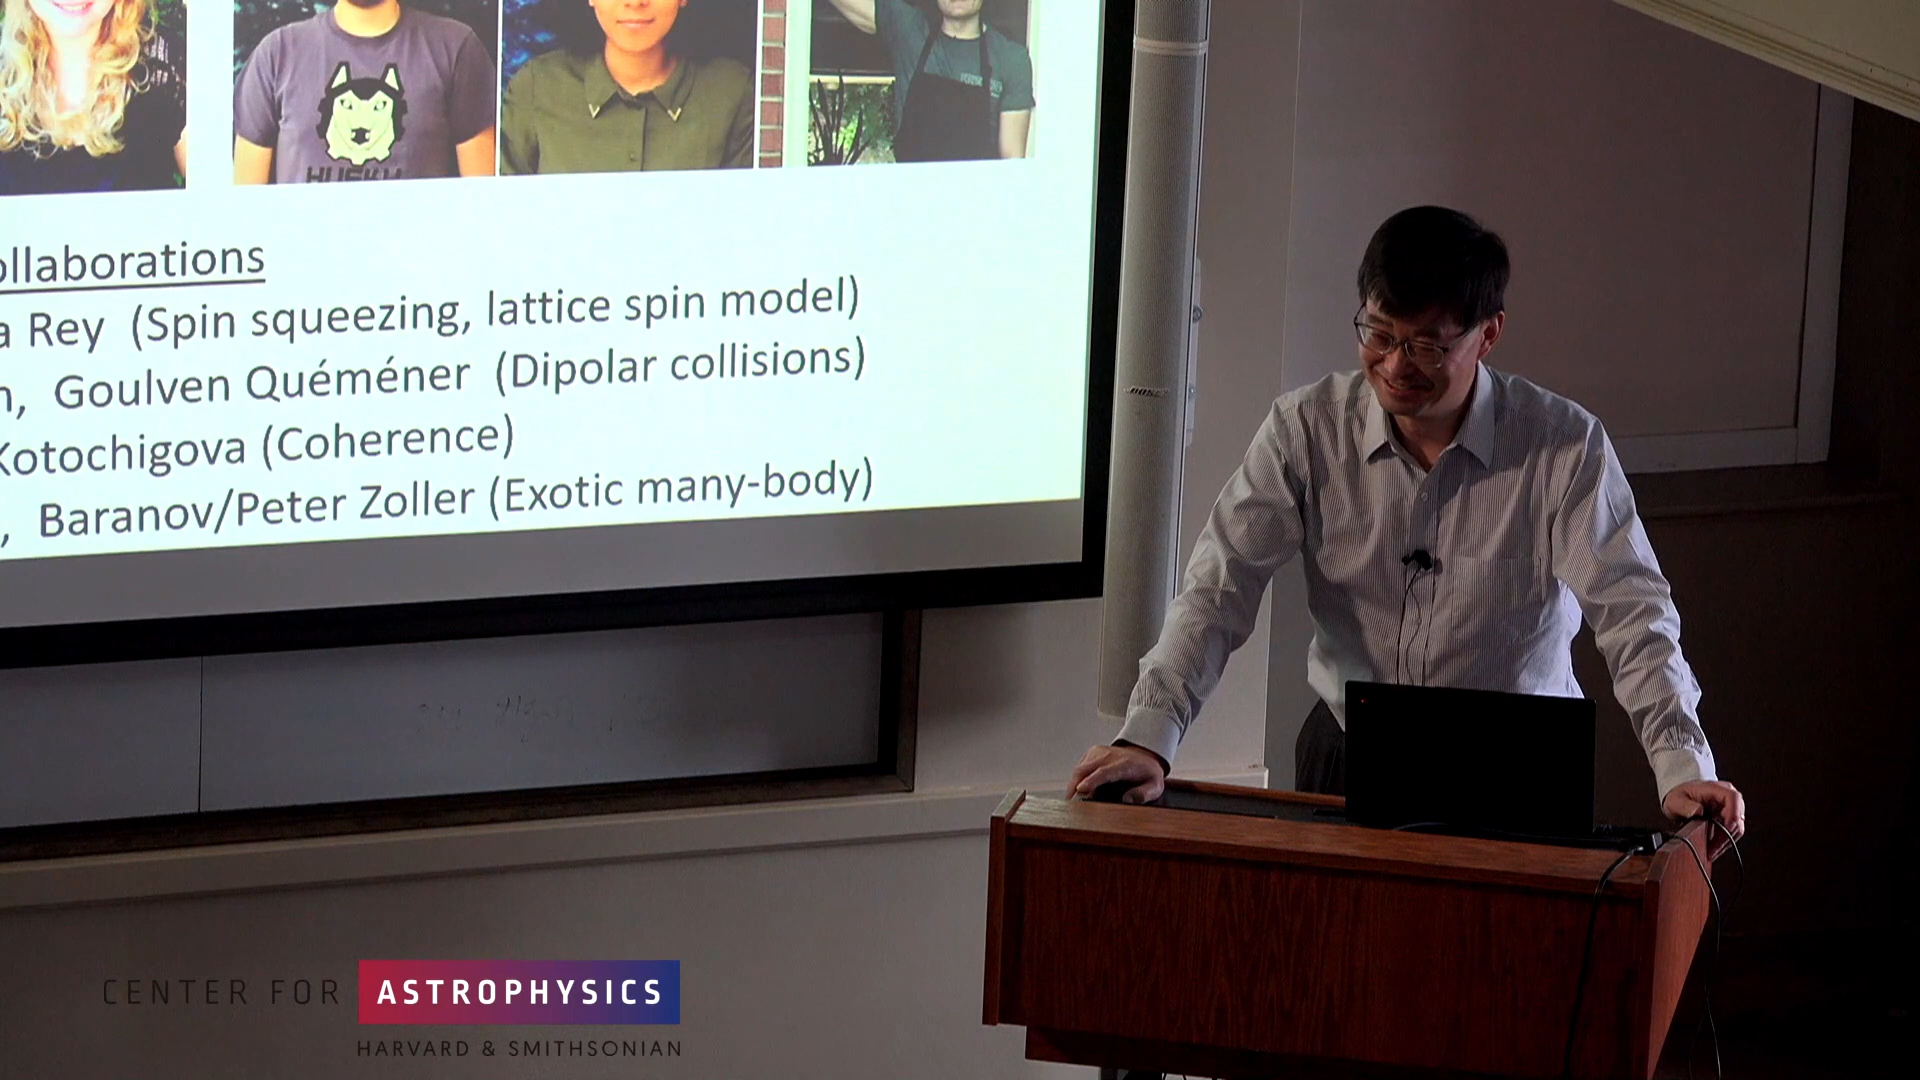 HUSKY
ollaborations
a Rey (Spin squeezing, lattice spin model)
n, Goulven Quéméner (Dipolar collisions)
Kotochigova (Coherence)
, Baranov/Peter Zoller (Exotic many-body)
BOSE
CENTER FOR ASTROPHYSICS
HARVARD & SMITHSONIAN